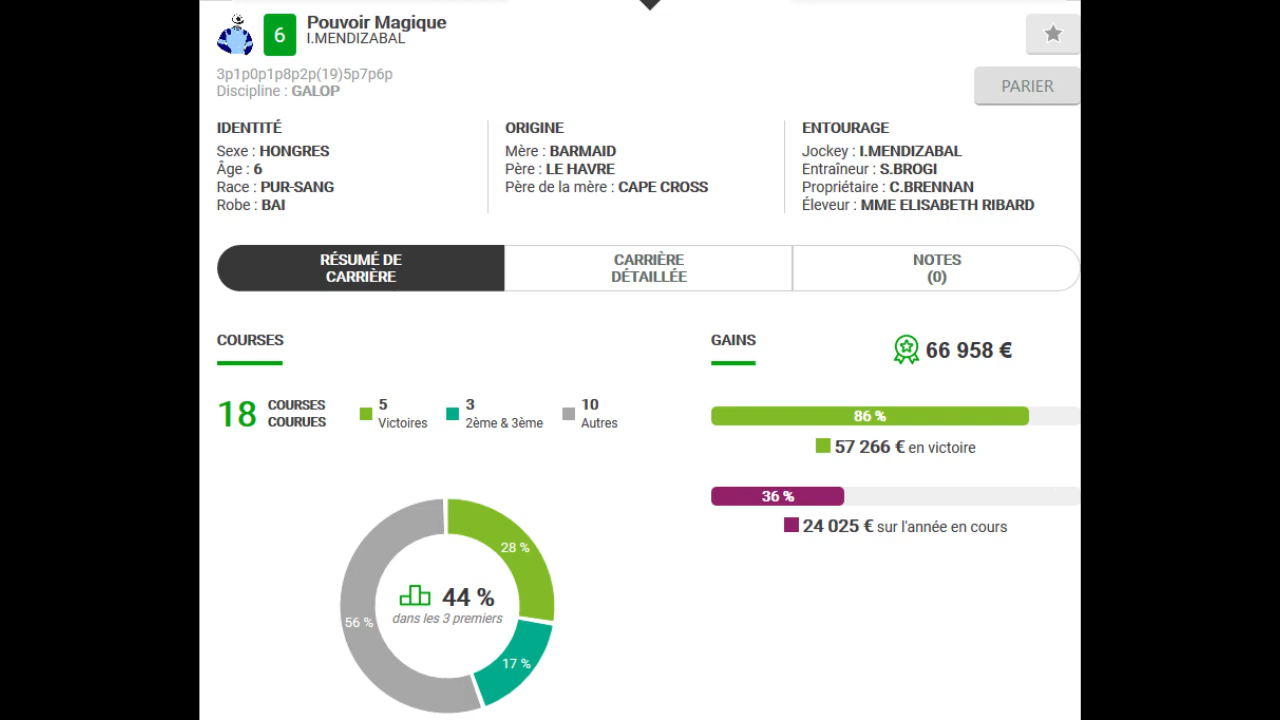 6
Pouvoir Magique
I.MENDIZABAL
3p1p0p1p8p2p(19)5p7p6p
Discipline : GALOP
PARIER
IDENTITÉ
Sexe : HONGRES
Âge : 6
Race : PUR-SANG
Robe : BAI
ORIGINE
Mère : BARMAID
Père : LE HAVRE
Père de la mère : CAPE CROSS
ENTOURAGE
Jockey : I.MENDIZABAL
Entraîneur : S.BROGI
Propriétaire : C.BRENNAN
Éleveur : MME ELISABETH RIBARD
RÉSUMÉ DE
CARRIÈRE
CARRIÈRE
DÉTAILLÉE
NOTES
(0)
COURSES
18 COURSES
COURUES
5
Victoires
3
2ème & 3ème
10
Autres
28 %
17 %
56 %
44 %
dans les 3 premiers
GAINS
66 958 €
86 %
57 266 € en victoire
36 %
24 025 € sur l'année en cours